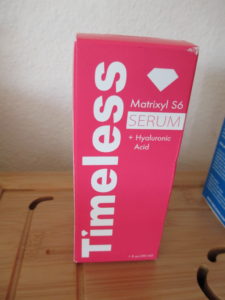 Timeless
Matrixyl S6
SERUM
+ Hyaluronic
Acid